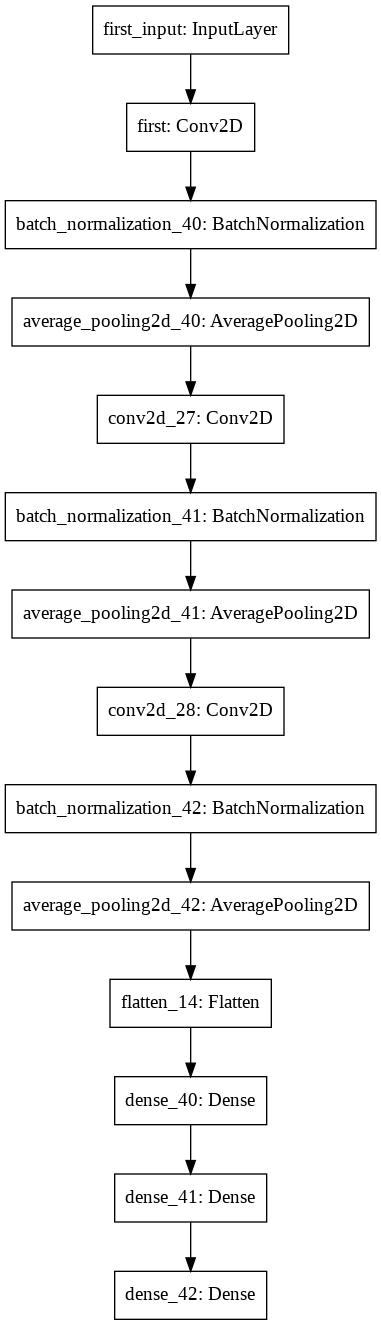 first_input: InputLayer
first: Conv2D
batch_normalization_40: BatchNormalization
average_pooling2d_40: AveragePooling2D
conv2d_27: Conv2D
batch_normalization_41: BatchNormalization
average_pooling2d_41: AveragePooling2D
conv2d_28: Conv2D
batch_normalization_42: BatchNormalization
average_pooling2d_42: AveragePooling2D
flatten_14: Flatten
dense_40: Dense
dense_41: Dense
dense_42: Dense